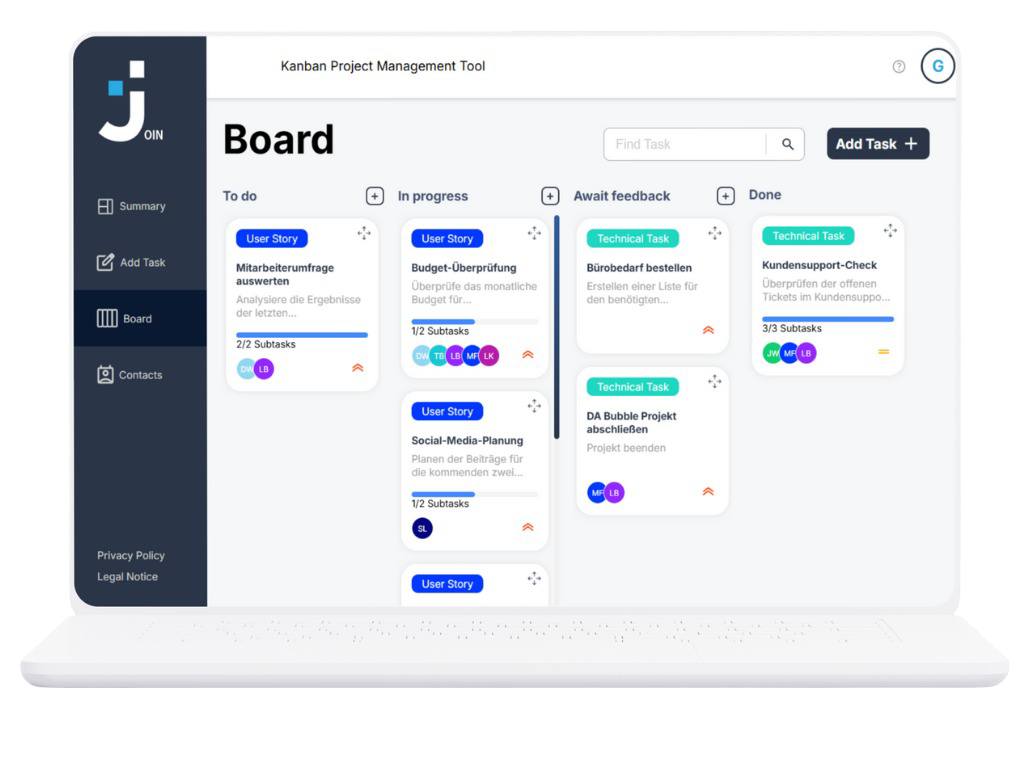 OIN
Kanban Project Management Tool
?
G
Summary
Add Task
Board
Contacts
Privacy Policy
Legal Notice
Board
Find Task
Add Task +
To do
User Story
Mitarbeiterumfrage
auswerten
Analysiere die Ergebnisse
der letzten...
2/2 Subtasks
DW LB
In progress
User Story
Budget-Überprüfung
Überprüfe das monatliche
Budget für...
1/2 Subtasks
DW TB LB MF LK
User Story
Social-Media-Planung
Planen der Beiträge für
die kommenden zwei...
1/2 Subtasks
SL
User Story
Await feedback
Technical Task
Bürobedarf bestellen
Erstellen einer Liste für
den benötigten...
Technical Task
DA Bubble Projekt
abschließen
Projekt beenden
MF LB
Done
Technical Task
Kundensupport-Check
Überprüfen der offenen
Tickets im Kundensuppo...
3/3 Subtasks
JW MF LB